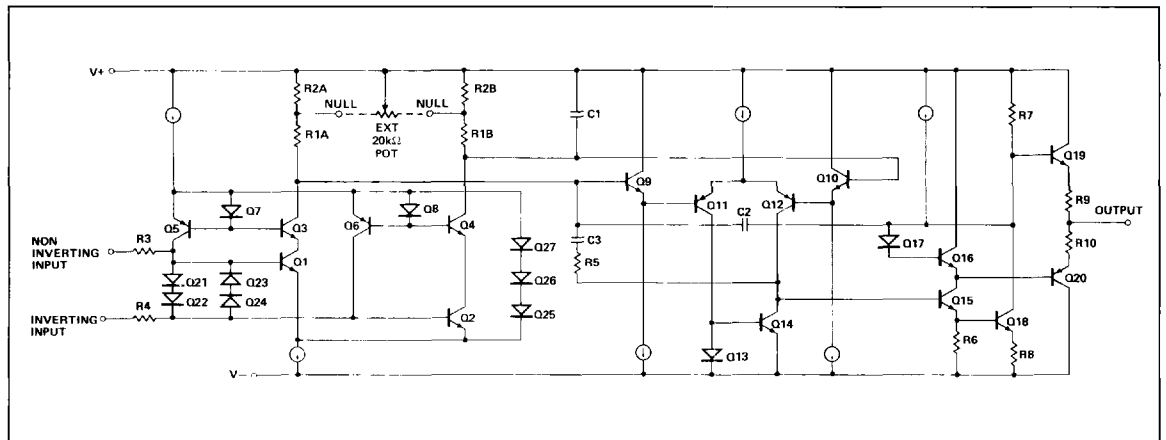 V+
R2A
NULL
NULL
R2B
R1A
EXT
20kΩ
POT
R1B
C1
R7
Q19
Q9
Q10
Q11
Q12
R9
OUTPUT
Q7
Q8
Q5
Q3
Q6
Q4
C2
R10
NON
INVERTING
INPUT
R3
Q27
C3
Q17
Q16
Q1
R5
Q20
Q21
Q23
Q26
Q22
Q24
Q15
INVERTING
INPUT
R4
Q2
Q25
Q14
Q18
R6
Q13
R8
V−